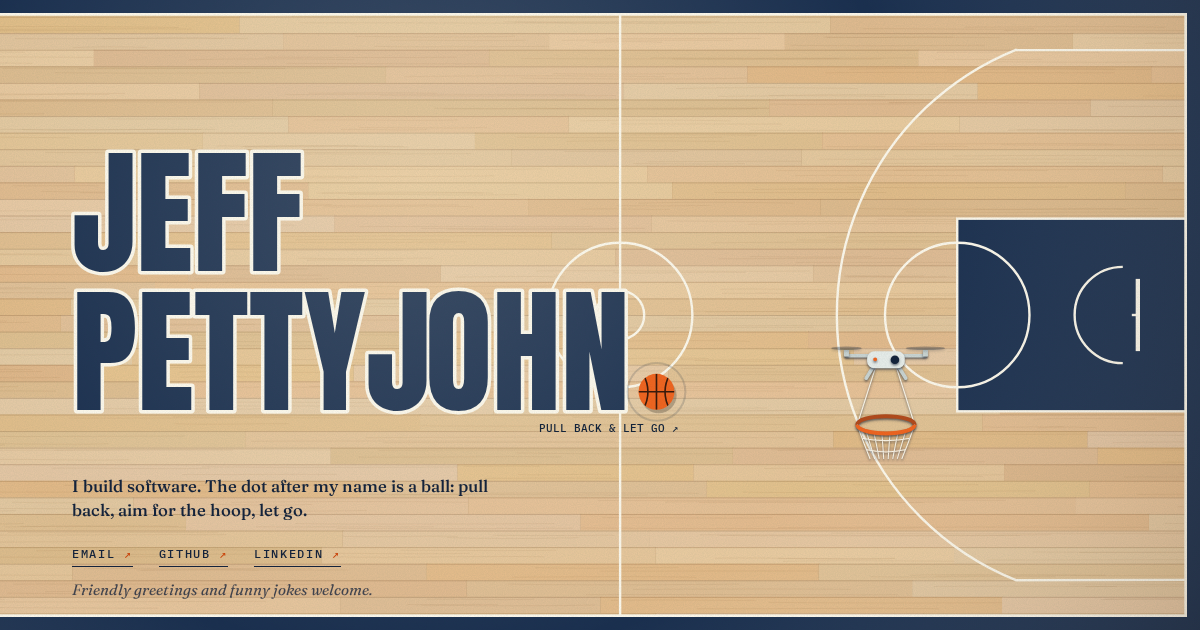 JEFF
PETTYJOHN
PULL BACK & LET GO ↗
I build software. The dot after my name is a ball: pull
back, aim for the hoop, let go.
EMAIL ↗ GITHUB ↗ LINKEDIN ↗
Friendly greetings and funny jokes welcome.